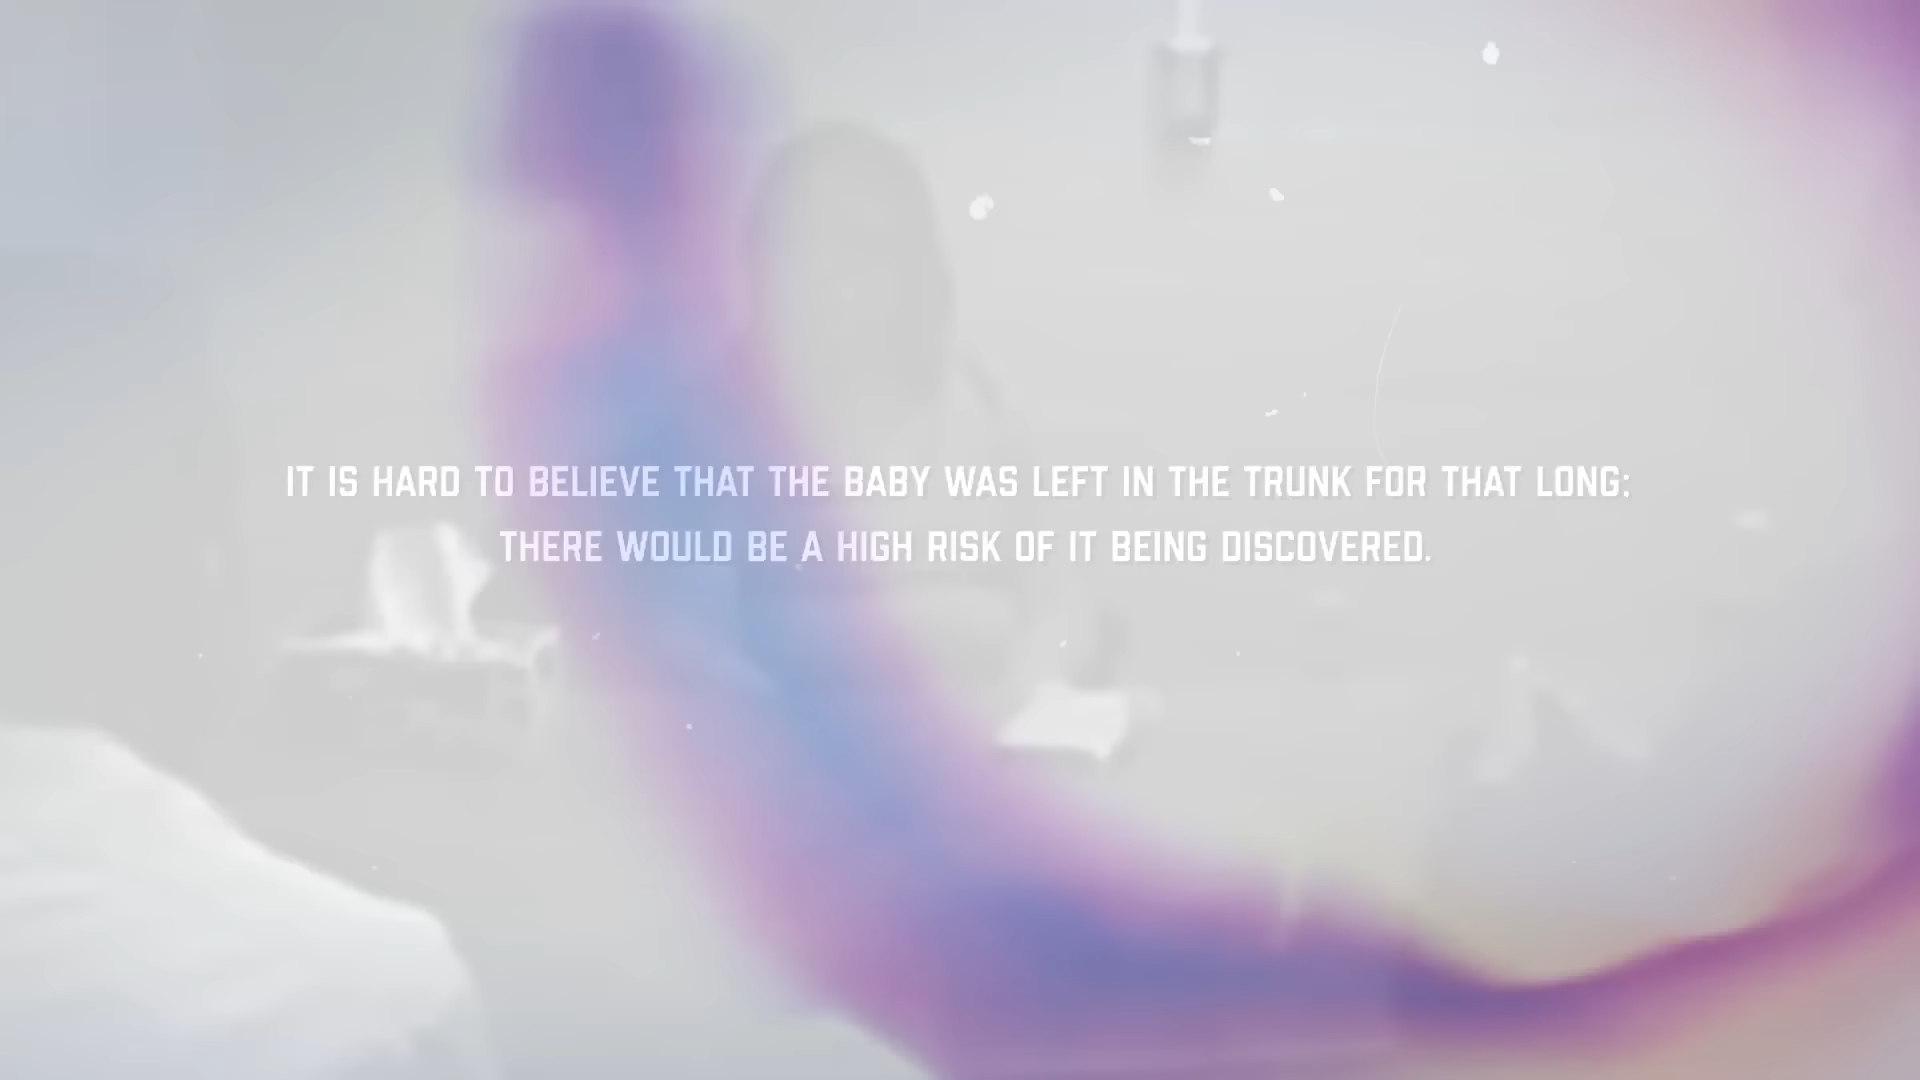 IT IS HARD TO BELIEVE THAT THE BABY WAS LEFT IN THE TRUNK FOR THAT LONG:
THERE WOULD BE A HIGH RISK OF IT BEING DISCOVERED.